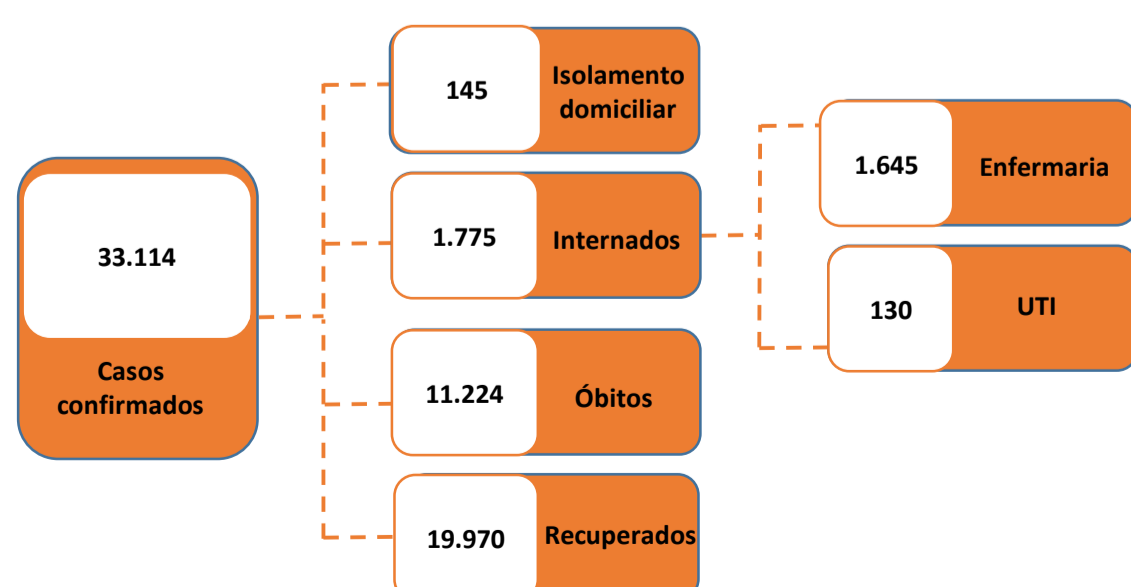 33.114
Casos
confirmados
145
Isolamento
domiciliar
1.775
Internados
11.224
Óbitos
19.970
Recuperados
1.645
Enfermaria
130
UTI